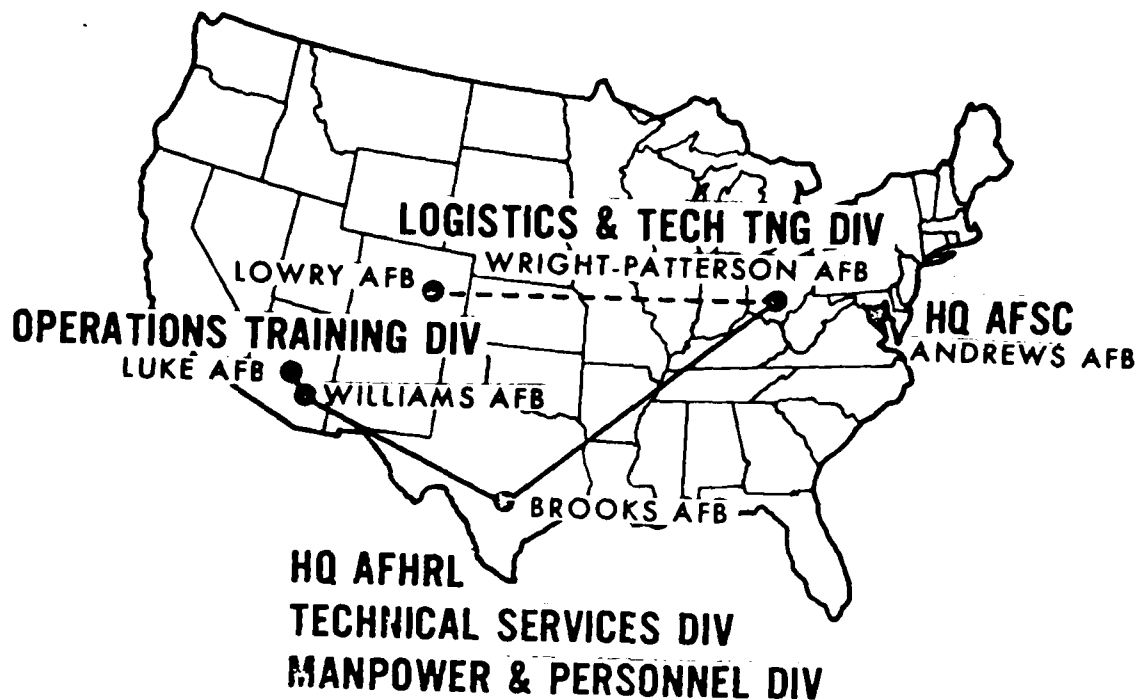 LOGISTICS & TECH TNG DIV
WRIGHT-PATTERSON AFB
LOWRY AFB
HQ AFSC
ANDREWS AFB
OPERATIONS TRAINING DIV
LUKE AFB
WILLIAMS AFB
BROOKS AFB
HQ AFHRL
TECHNICAL SERVICES DIV
MANPOWER & PERSONNEL DIV